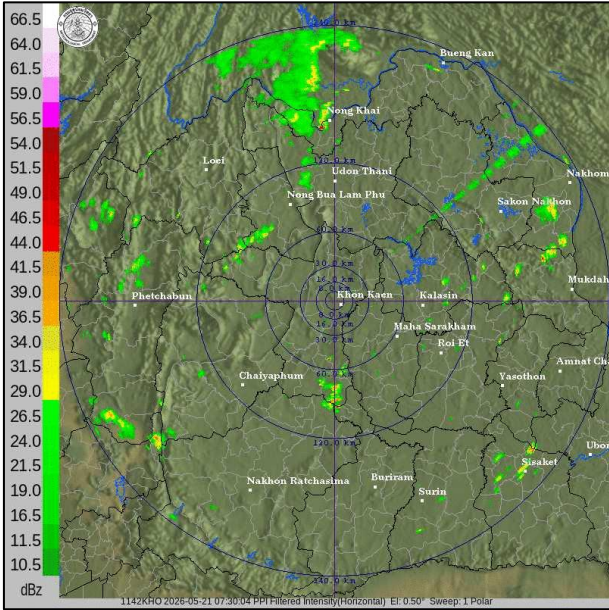 66.5
64.0
61.5
59.0
56.5
54.0
51.5
49.0
46.5
44.0
41.5
39.0
36.5
34.0
31.5
29.0
26.5
24.0
21.5
19.0
16.5
14.0
11.5
10.5
dBz
Bueng Kan
Nong Khai
Loei
Udon Thani
Nakhom
Nong Bua Lam Phu
Sakon Nakhon
Mukdah
Phetchabun
Khon Kaen
Kalasin
Maha Sarakham
Roi Et
Amnat Cha
Chaiyaphum
Yasothon
60.0 km
120.0 km
Ubon
Sisaket
Nakhon Ratchasima
Buriram
Surin
240.0 km
1142KHO 2026-05-21 07:30:04 PPI Filtered Intensity(Horizontal) El: 0.50° Sweep: 1 Polar